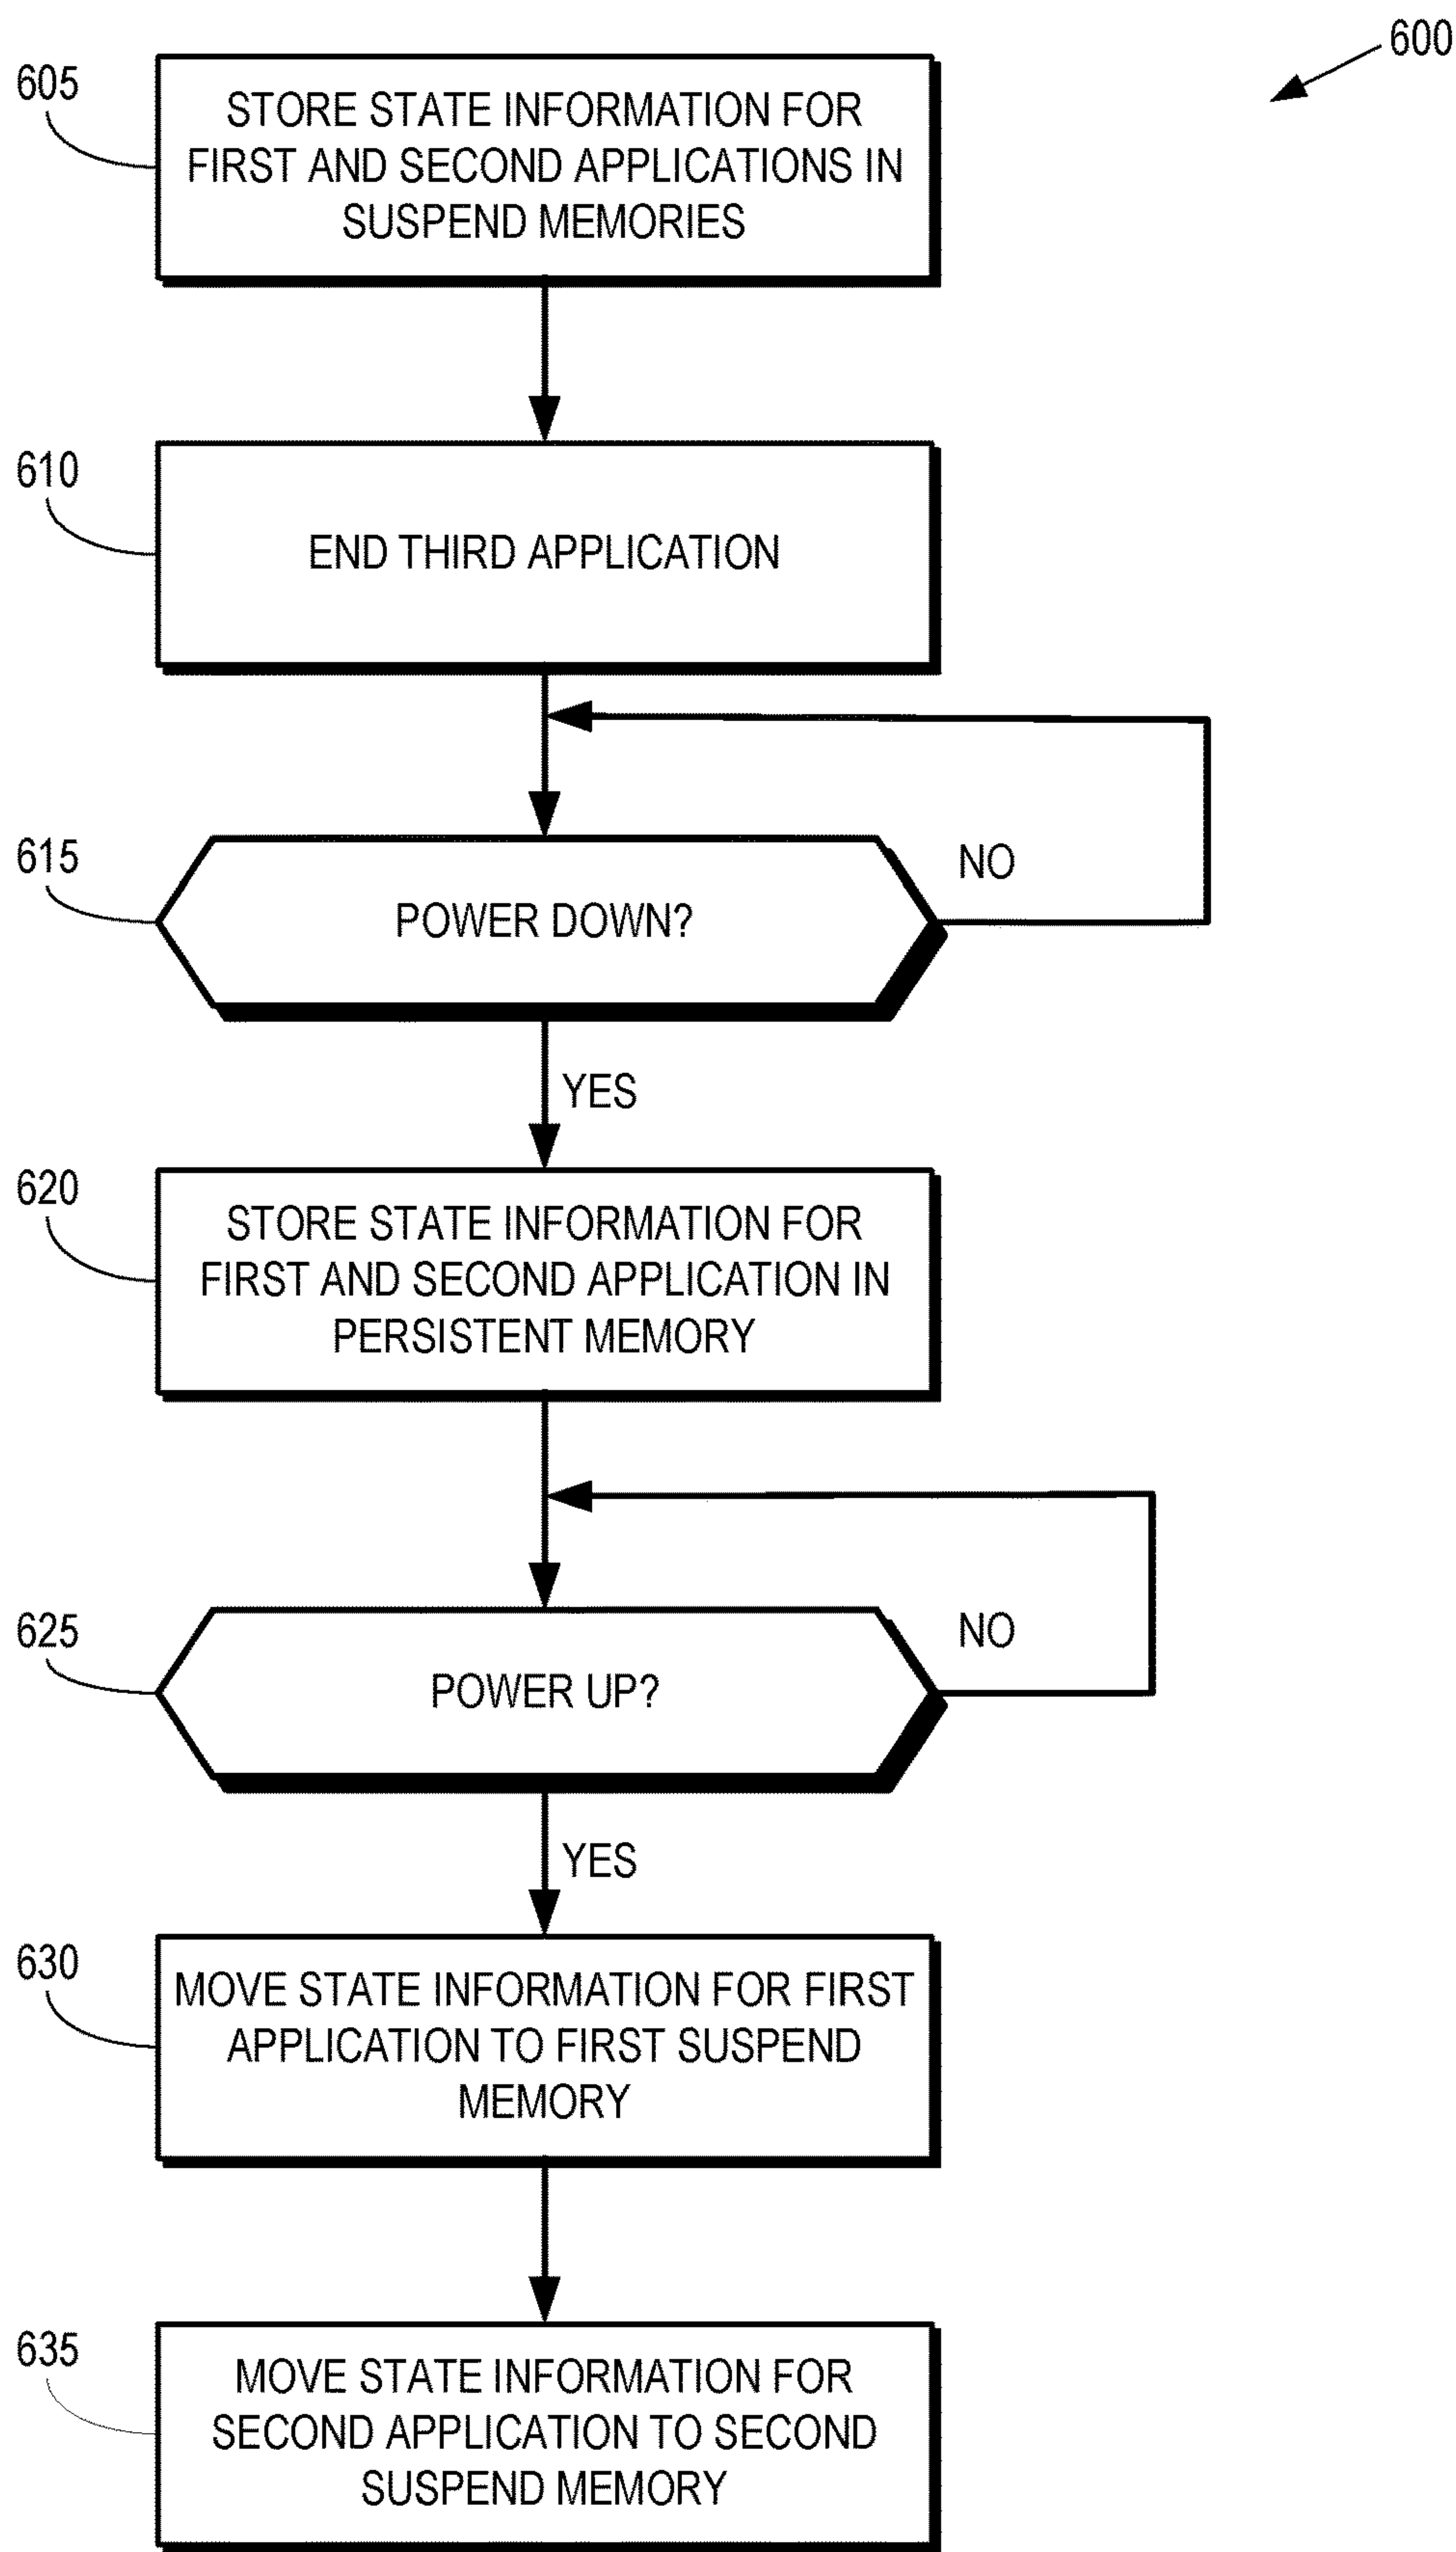 600
605
STORE STATE INFORMATION FOR
FIRST AND SECOND APPLICATIONS IN
SUSPEND MEMORIES
610
END THIRD APPLICATION
615
POWER DOWN?
NO
YES
620
STORE STATE INFORMATION FOR
FIRST AND SECOND APPLICATION IN
PERSISTENT MEMORY
625
POWER UP?
NO
YES
630
MOVE STATE INFORMATION FOR FIRST
APPLICATION TO FIRST SUSPEND
MEMORY
635
MOVE STATE INFORMATION FOR
SECOND APPLICATION TO SECOND
SUSPEND MEMORY